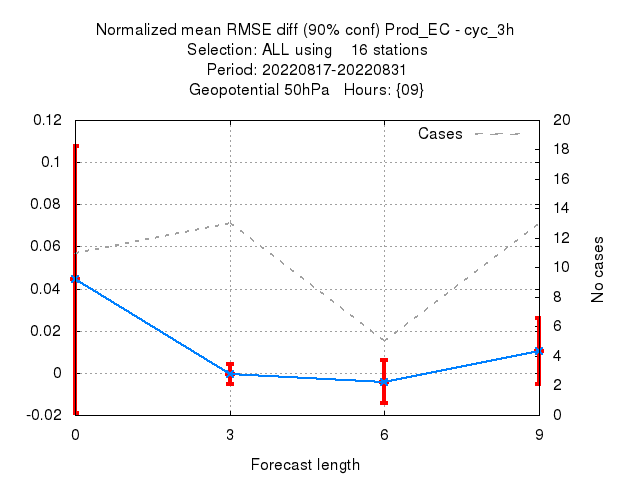 Normalized mean RMSE diff (90% conf) Prod_EC - cyc_3h
Selection: ALL using    16 stations
Period: 20220817-20220831
Geopotential 50hPa   Hours: {09}
Cases
0.12
0.1
0.08
0.06
0.04
0.02
0
-0.02
20
18
16
14
12
10
8
6
4
2
0
No cases
0 3 6 9
Forecast length